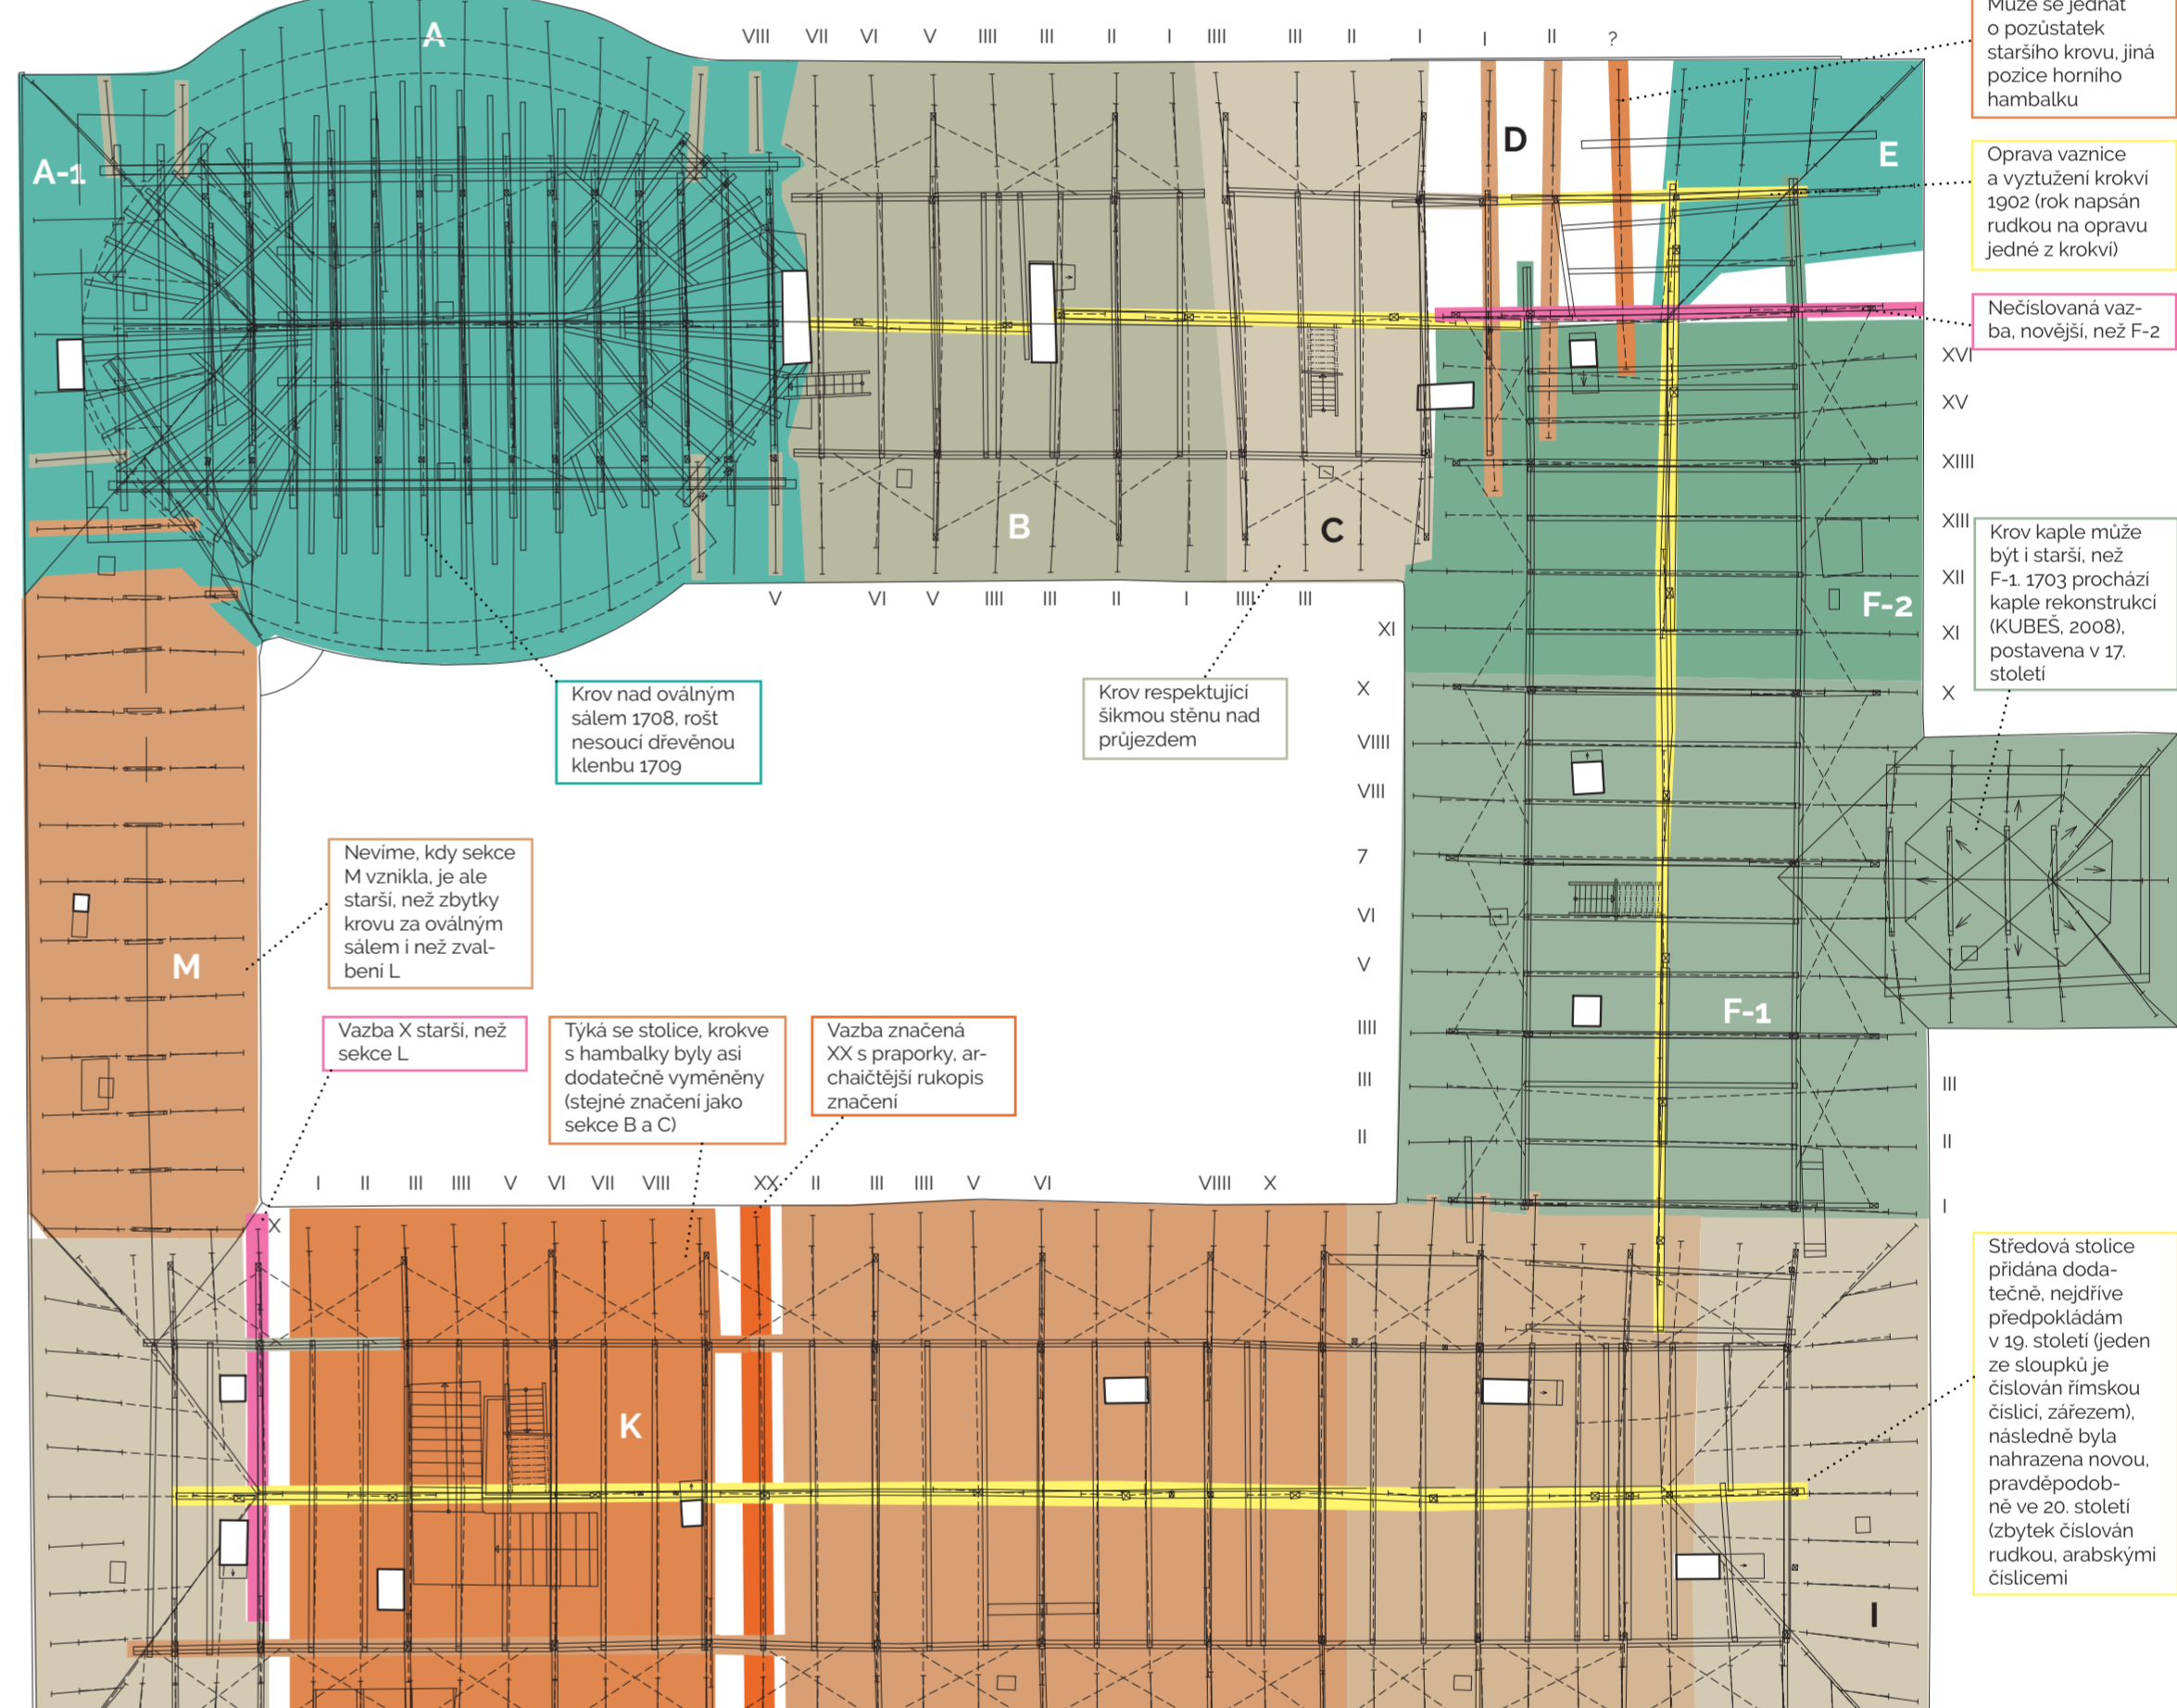 A
VIII VII VI V IIII III II I IIII III II I I II ?
Může se jednat
o pozůstatek
staršího krovu, jiná
pozice horního
hambalku
D
E
A-1
Oprava vaznice
a vyztužení krokví
1902 (rok napsán
rudkou na opravu
jedné z krokví)
Nečíslovaná vaz-
ba, novější, než F-2
XVI
XV
XIIII
XIII
XII
XI
X
B
C
F-2
Krov kaple může
být i starší, než
F-1. 1703 prochází
kaple rekonstrukcí
(KUBEŠ, 2008),
postavena v 17.
století
V VI V IIII III II I IIII III
XI
X
VIIII
VIII
7
VI
V
IIII
III
II
Krov nad oválným
sálem 1708, rošt
nesoucí dřevěnou
klenbu 1709
Krov respektující
šikmou stěnu nad
průjezdem
Nevíme, kdy sekce
M vznikla, je ale
starší, než zbytky
krovu za oválným
sálem i než zval-
bení L
M
F-1
Vazba X starší, než
sekce L
Týká se stolice, krokve
s hambalky byly asi
dodatečně vyměněny
(stejné značení jako
sekce B a C)
Vazba značená
XX s praporky, ar-
chaičtější rukopis
značení
III
II
I
I II III IIII V VI VII VIII XX II III IIII V VI VIIII X
X
K
Středová stolice
přidána doda-
tečně, nejdříve
předpokládám
v 19. století (jeden
ze sloupků je
číslován římskou
číslicí, zářezem),
následně byla
nahrazena novou,
pravděpodob-
ně ve 20. století
(zbytek číslován
rudkou, arabskými
číslicemi
I